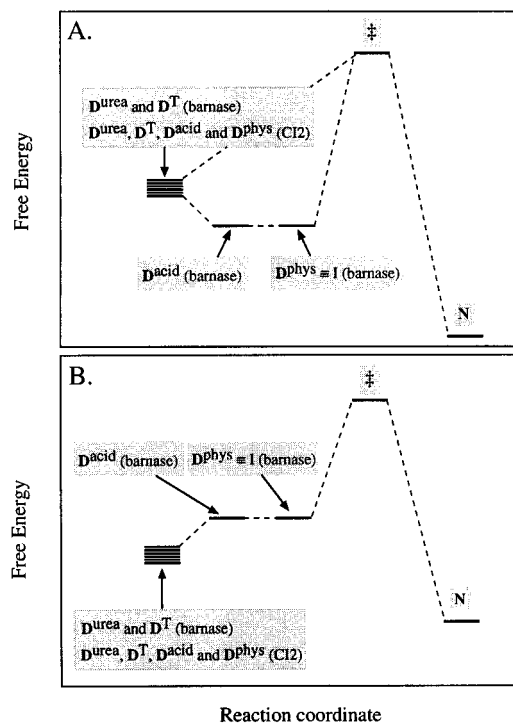 A.
‡
D^urea and D^T (barnase)
D^urea, D^T, D^acid and D^phys (CI2)
D^acid (barnase)
D^phys ≡ I (barnase)
N
Free Energy
B.
‡
D^acid (barnase)
D^phys ≡ I (barnase)
N
D^urea and D^T (barnase)
D^urea, D^T, D^acid and D^phys (CI2)
Free Energy
Reaction coordinate